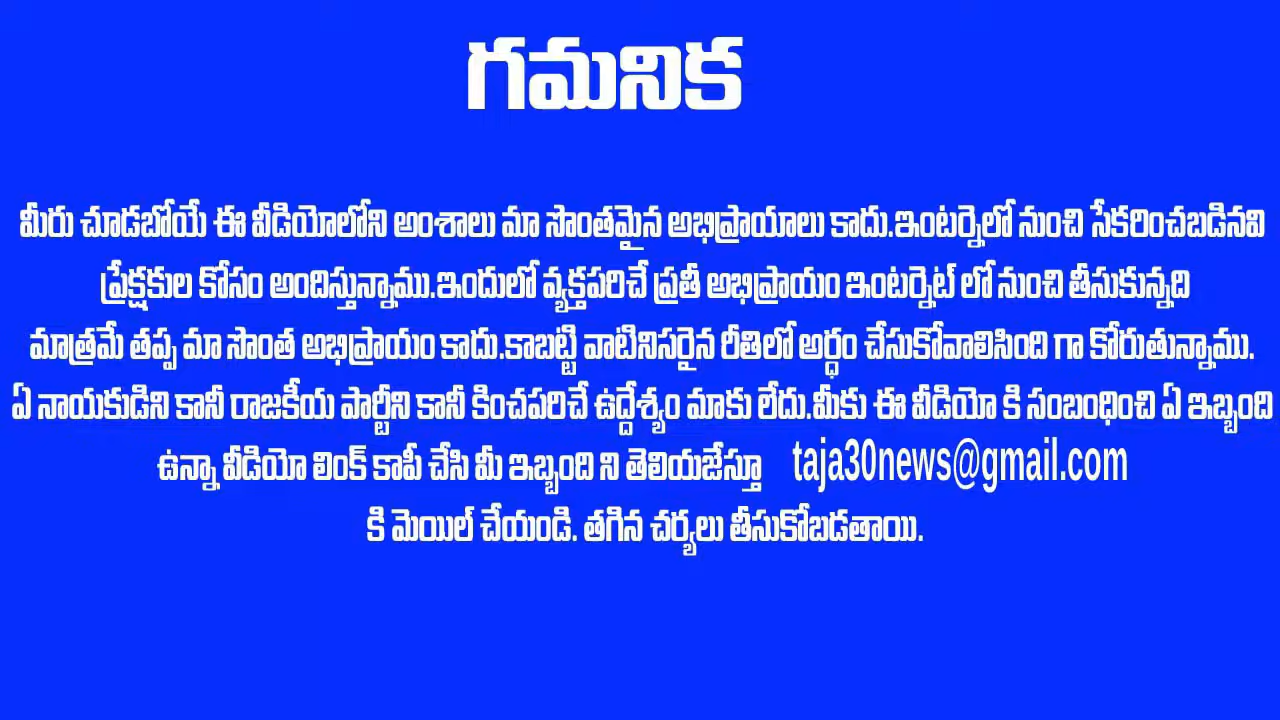 గమనిక
మీరు చూడబోయే ఈ వీడియోలోని అంశాలు మా సొంతమైన అభిప్రాయాలు కాదు.ఇంటర్నెలో నుంచి సేకరించబడినవి
ప్రేక్షకుల కోసం అందిస్తున్నాము.ఇందులో వ్యక్తపరిచే ప్రతీ అభిప్రాయం ఇంటర్నెట్ లో నుంచి తీసుకున్నది
మాత్రమే తప్ప మా సొంత అభిప్రాయం కాదు.కాబట్టి వాటినిసరైన రీతిలో అర్ధం చేసుకోవాలిసింది గా కోరుతున్నాము.
ఏ నాయకుడిని కానీ రాజకీయ పార్టీని కానీ కించపరిచే ఉద్దేశ్యం మాకు లేదు.మీకు ఈ వీడియో కి సంబంధించి ఏ ఇబ్బంది
ఉన్నా వీడియో లింక్ కాపీ చేసి మీ ఇబ్బంది ని తెలియజేస్తూ taja30news@gmail.com
కి మెయిల్ చేయండి. తగిన చర్యలు తీసుకోబడతాయి.